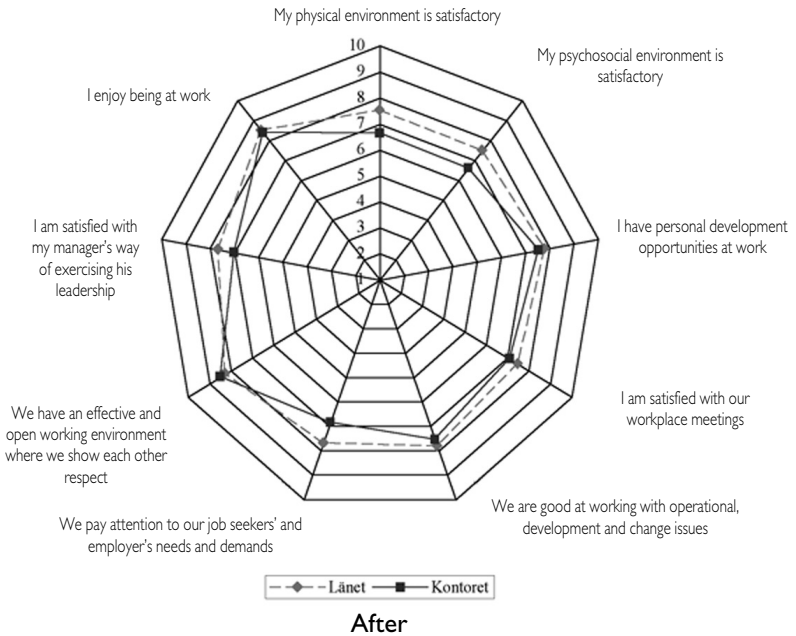 My physical environment is satisfactory
My psychosocial environment is
satisfactory
I enjoy being at work
10
9
8
7
6
5
4
3
2
1
I have personal development
opportunities at work
I am satisfied with
my manager's way
of exercising his
leadership
I am satisfied with our
workplace meetings
We have an effective and
open working environment
where we show each other
respect
We are good at working with operational,
development and change issues
We pay attention to our job seekers' and
employer's needs and demands
Länet Kontoret
After